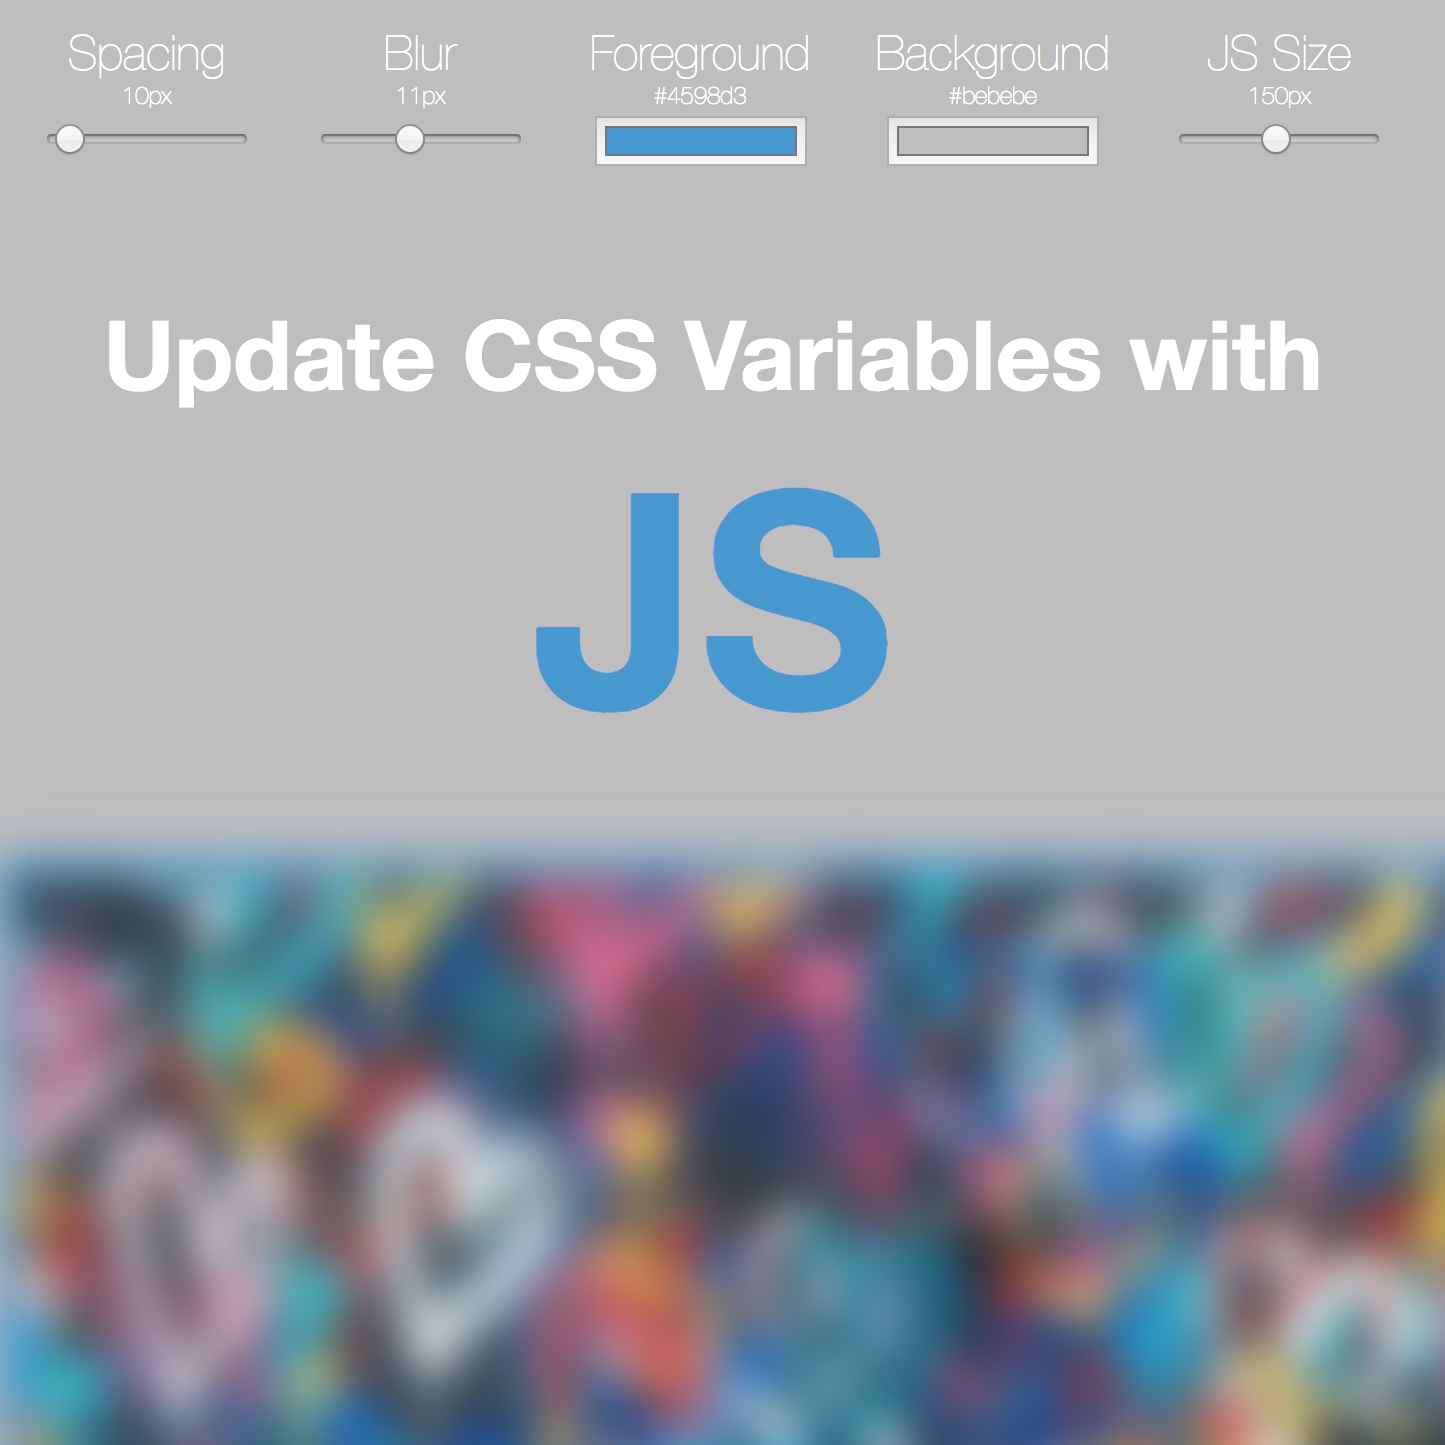 Spacing Blur Foreground Background JS Size
10px 11px #4598d3 #bebebe 150px
Update CSS Variables with
JS